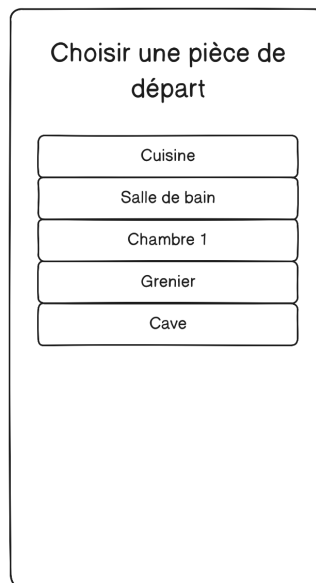 Choisir une pièce de
départ
Cuisine
Salle de bain
Chambre 1
Grenier
Cave